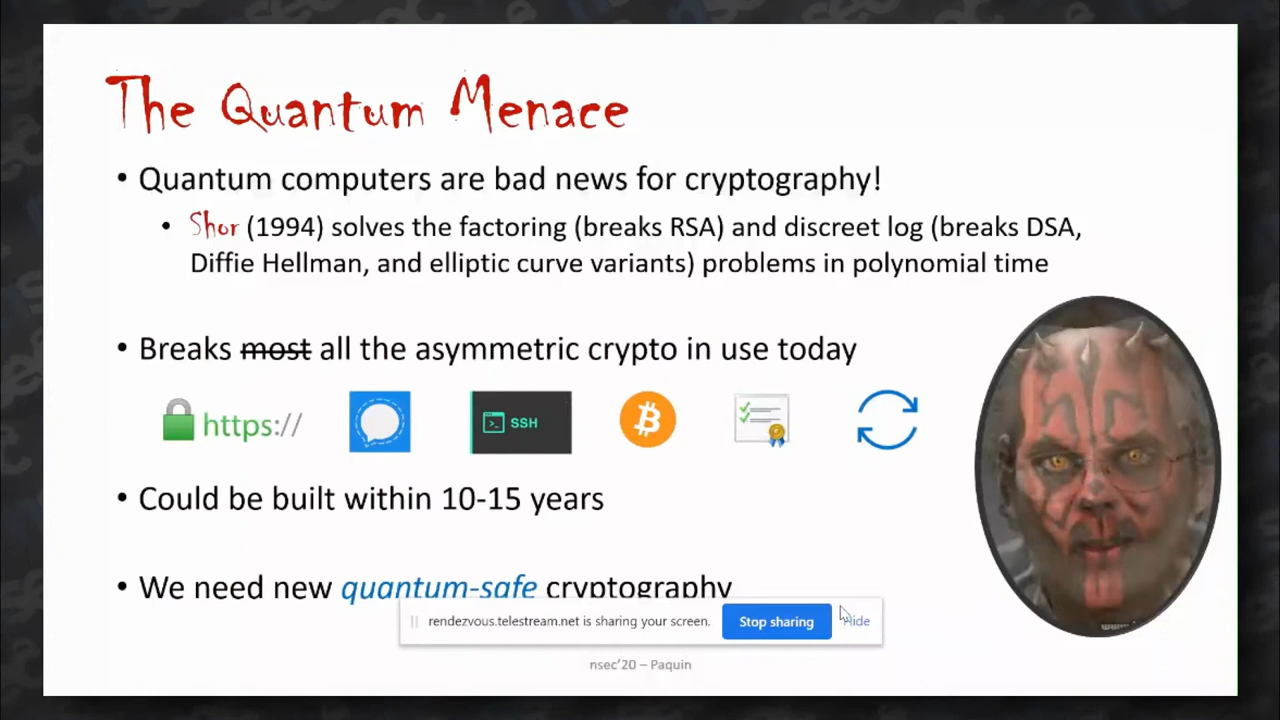 The Quantum Menace
• Quantum computers are bad news for cryptography!
• Shor (1994) solves the factoring (breaks RSA) and discreet log (breaks DSA,
Diffie Hellman, and elliptic curve variants) problems in polynomial time
• Breaks most all the asymmetric crypto in use today
https://
SSH
• Could be built within 10-15 years
• We need new quantum-safe cryptography
rendezvous.telestream.net is sharing your screen. Stop sharing Hide
nsec'20 – Paquin